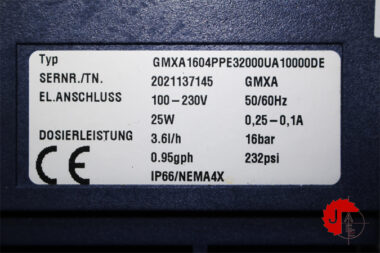 Typ GMXA1604PPE32000UA10000DE
SERNR./TN. 2021137145 GMXA
EL.ANSCHLUSS 100–230V 50/60Hz
25W 0,25–0,1A
DOSIERLEISTUNG 3.6l/h 16bar
0.95gph 232psi
CE IP66/NEMA4X